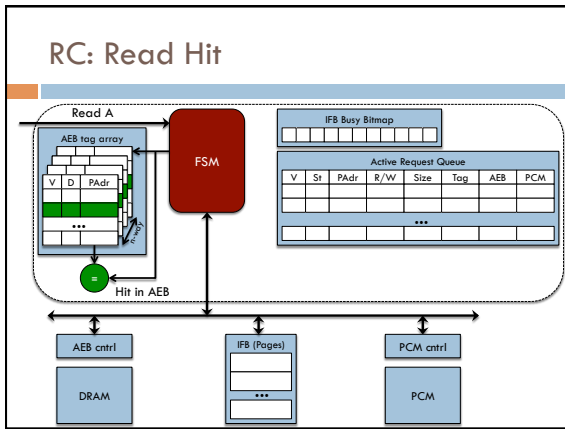 RC: Read Hit
Read A
AEB tag array
V D PAdr
•••
n-way
=
Hit in AEB
FSM
IFB Busy Bitmap
Active Request Queue
V St PAdr R/W Size Tag AEB PCM
•••
AEB cntrl
DRAM
IFB (Pages)
•••
PCM cntrl
PCM